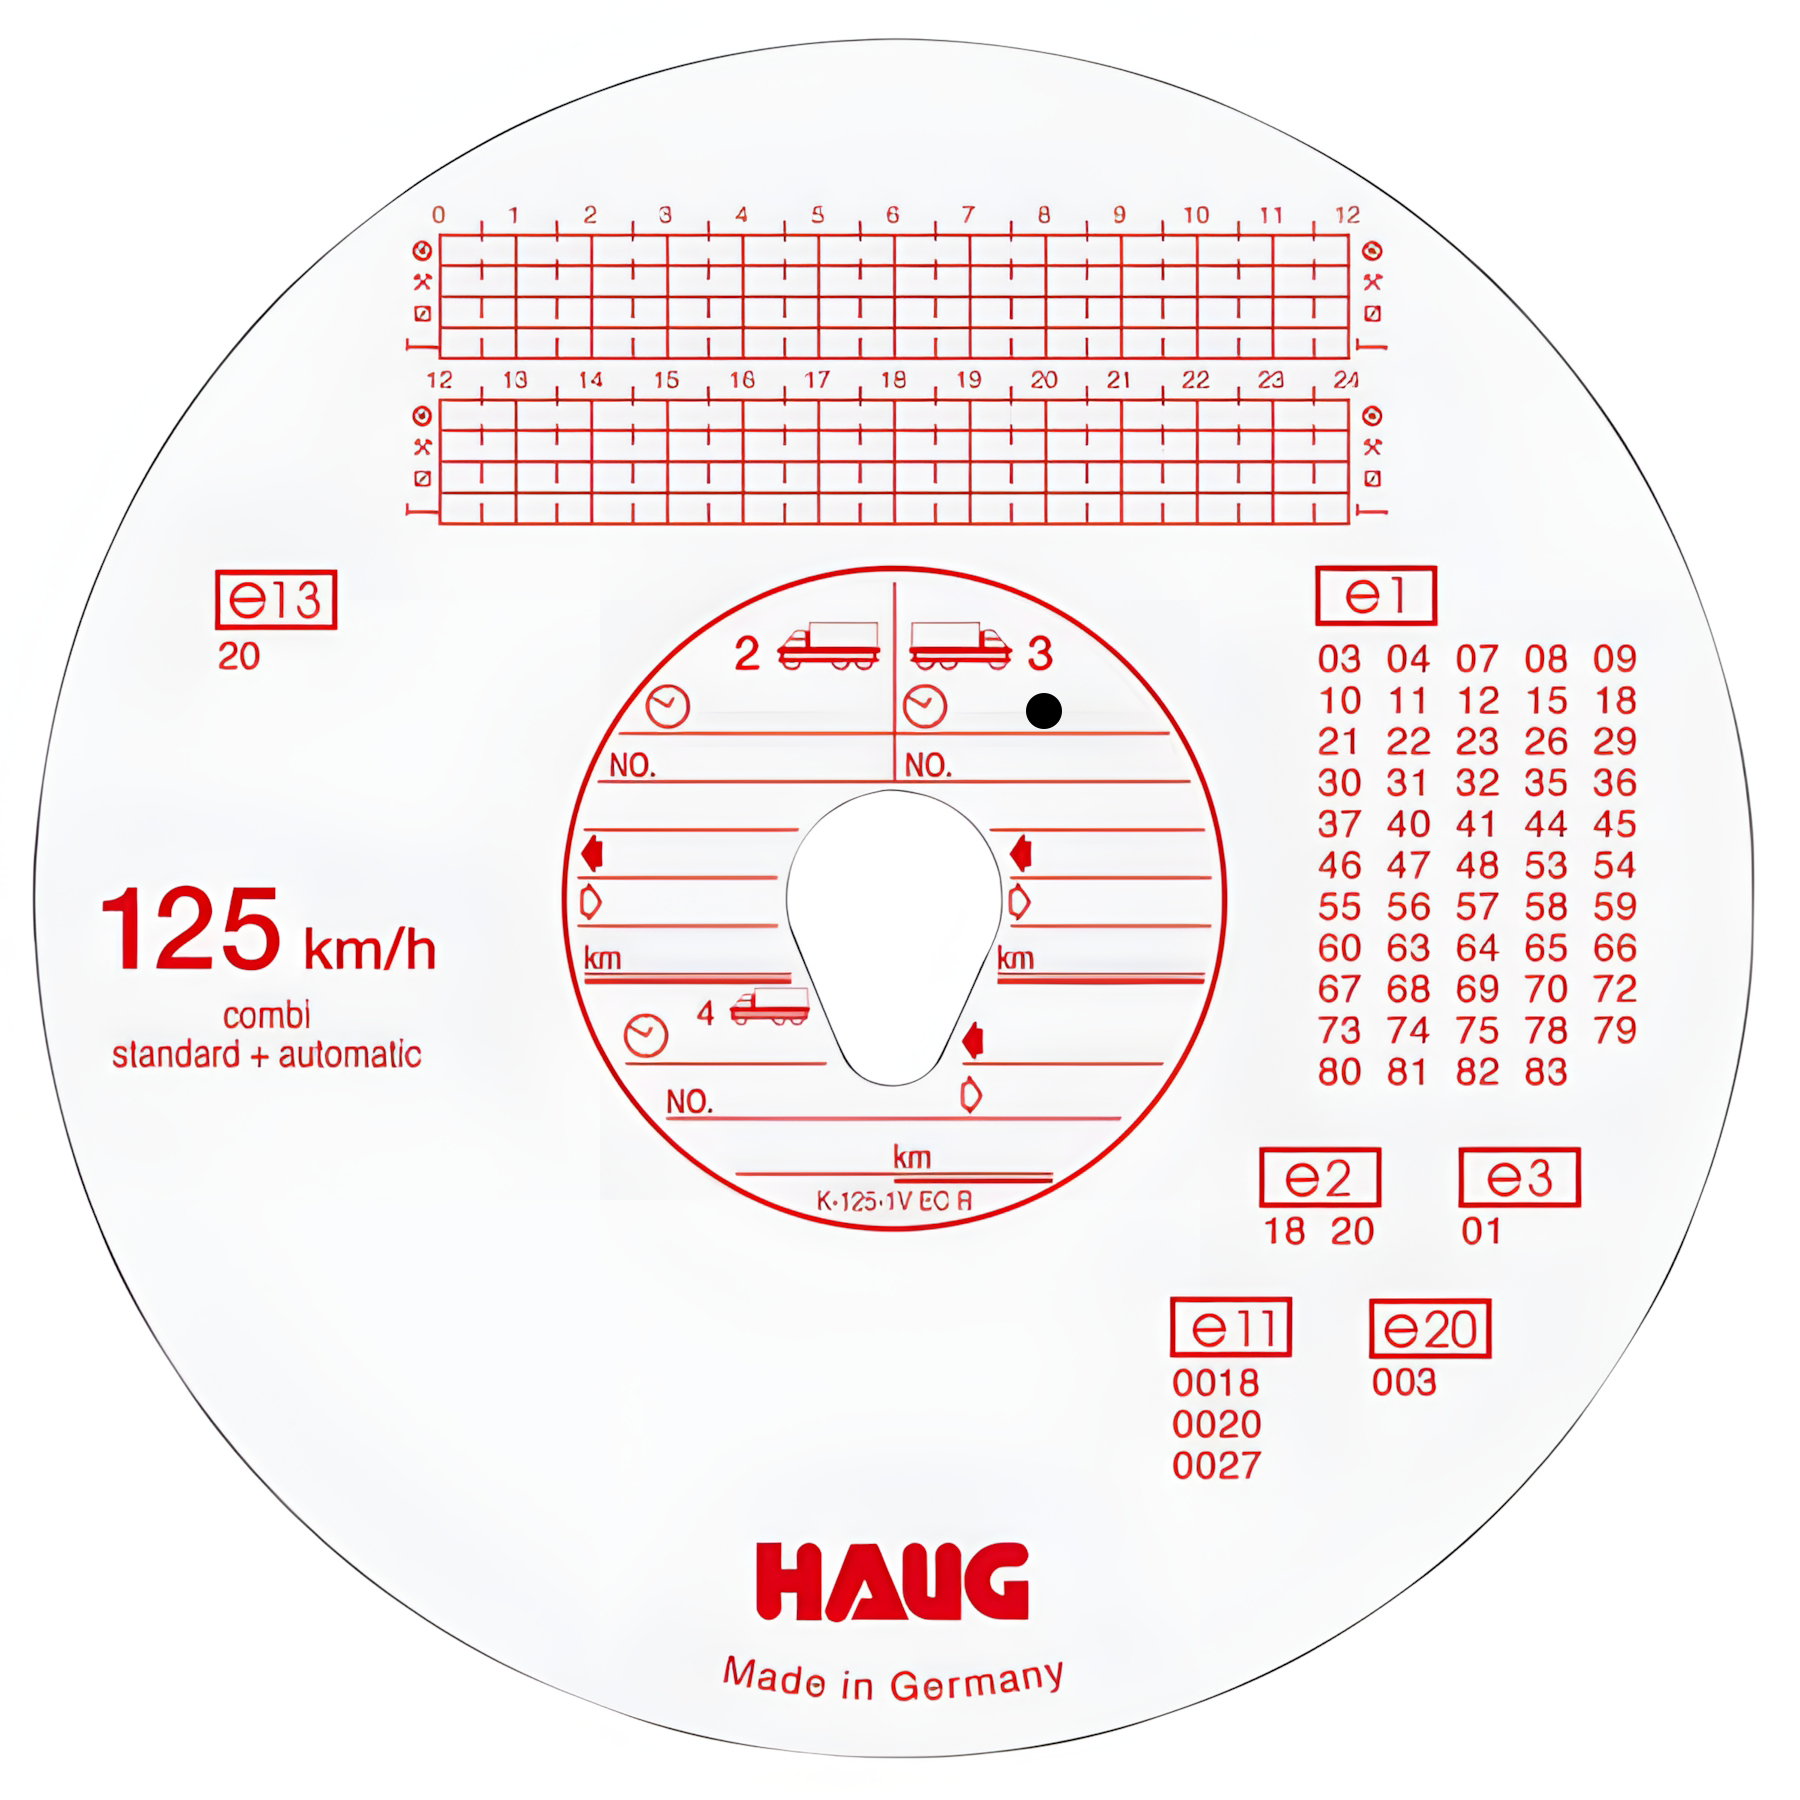 0 1 2 3 4 5 6 7 8 9 10 11 12
12 13 14 15 16 17 18 19 20 21 22 23 24
e13
20
125 km/h
combi
standard + automatic
2 3
NO. NO.
km km
4
NO.
km
K·125·1V EC R
e1
03 04 07 08 09
10 11 12 15 18
21 22 23 26 29
30 31 32 35 36
37 40 41 44 45
46 47 48 53 54
55 56 57 58 59
60 63 64 65 66
67 68 69 70 72
73 74 75 78 79
80 81 82 83
e2 e3
18 20 01
e11 e20
0018 003
0020
0027
HAUG
Made in Germany